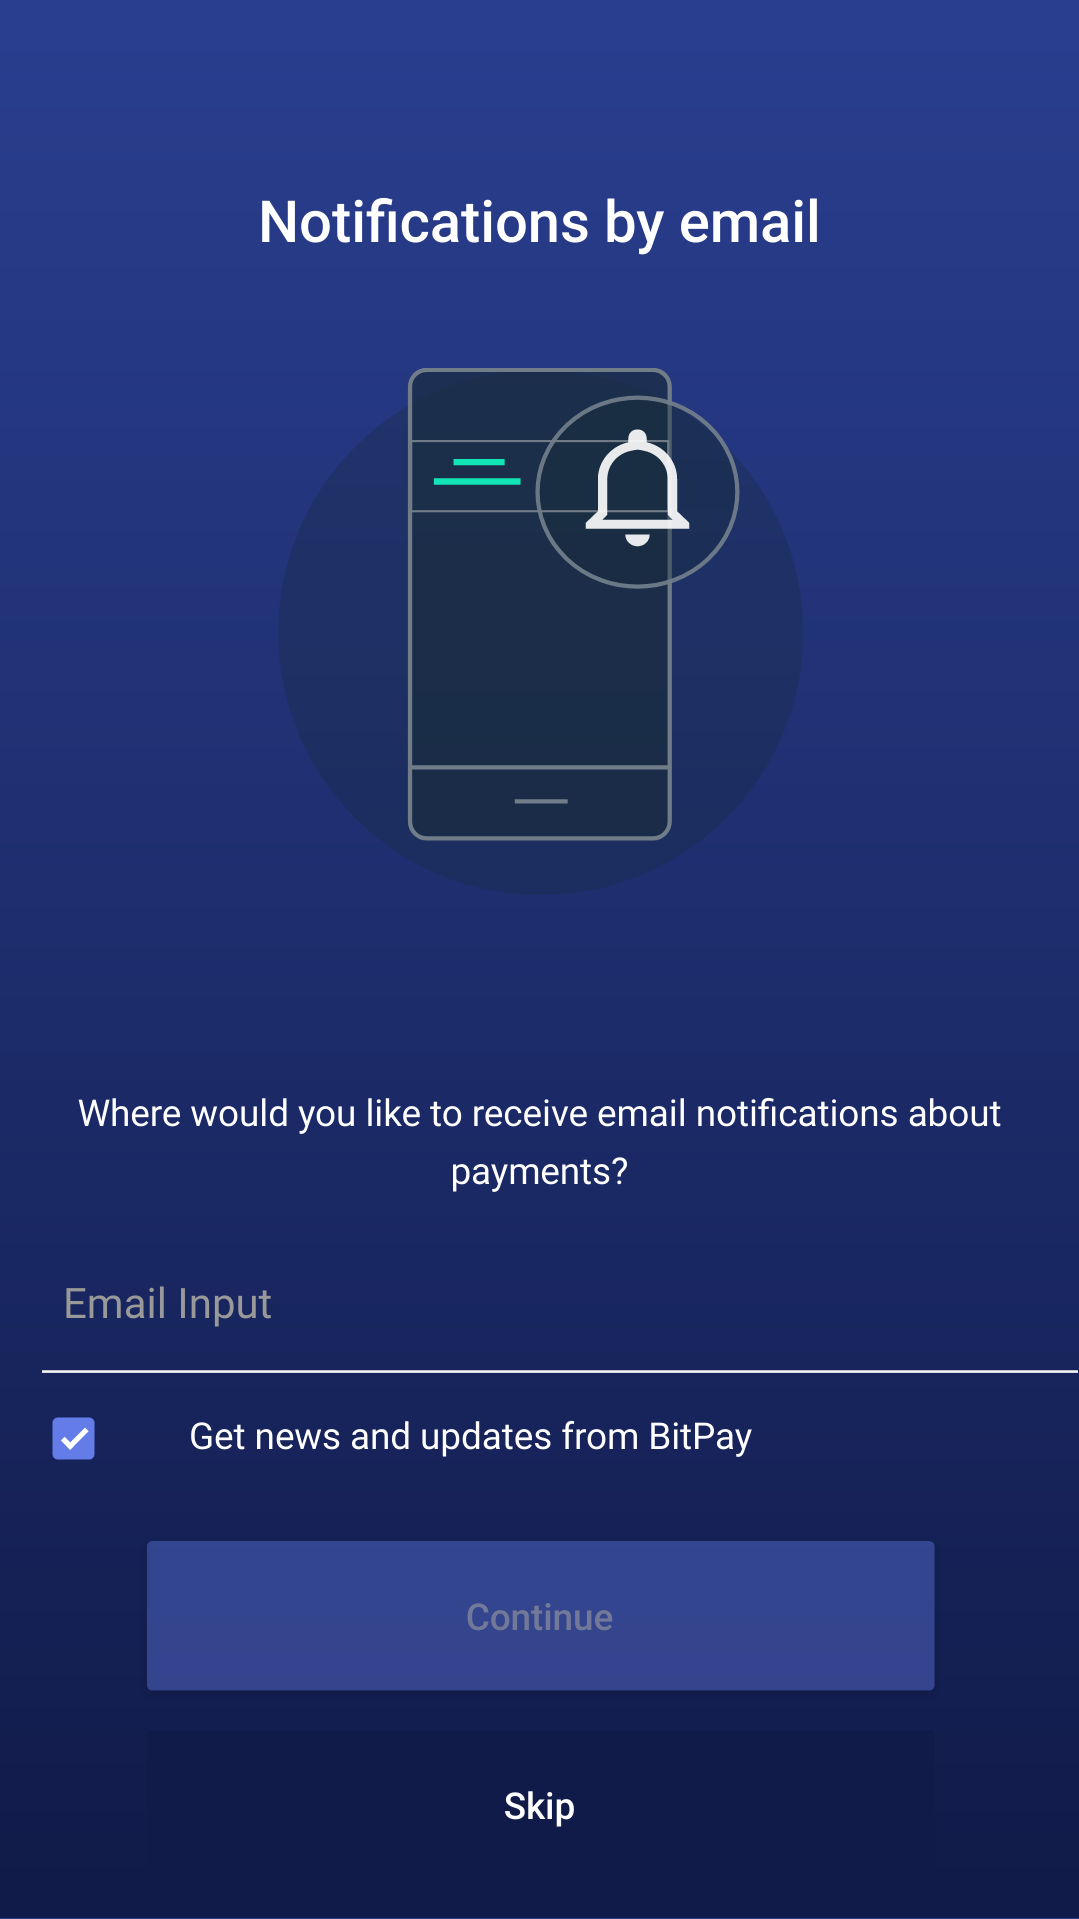 Notifications by email
Where would you like to receive email notifications about
payments?
Email Input
Get news and updates from BitPay
Continue
Skip